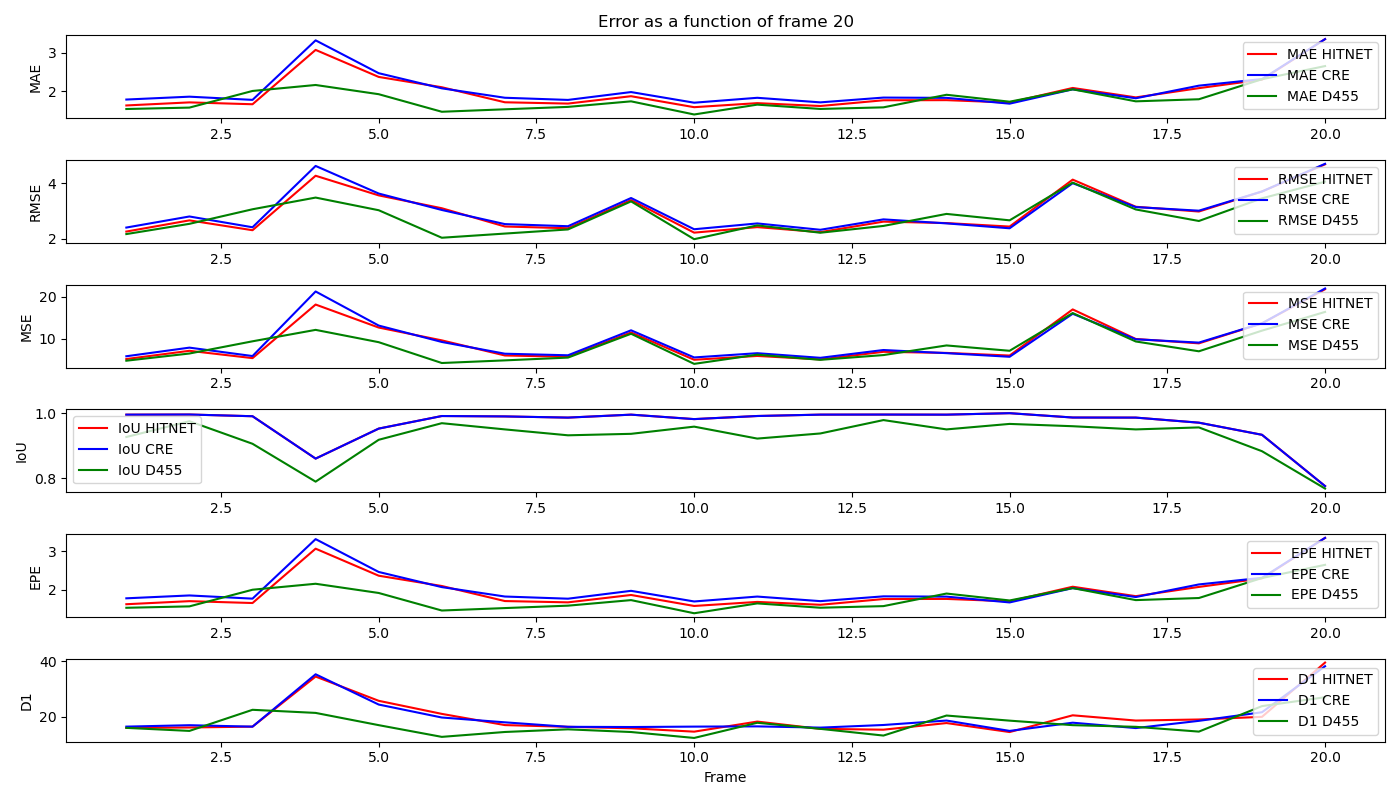 Error as a function of frame 20
MAE
3
2
MAE HITNET
MAE CRE
MAE D455
2.5 5.0 7.5 10.0 12.5 15.0 17.5 20.0
RMSE
4
2
RMSE HITNET
RMSE CRE
RMSE D455
2.5 5.0 7.5 10.0 12.5 15.0 17.5 20.0
MSE
20
10
MSE HITNET
MSE CRE
MSE D455
2.5 5.0 7.5 10.0 12.5 15.0 17.5 20.0
IoU
1.0
0.8
IoU HITNET
IoU CRE
IoU D455
2.5 5.0 7.5 10.0 12.5 15.0 17.5 20.0
EPE
3
2
EPE HITNET
EPE CRE
EPE D455
2.5 5.0 7.5 10.0 12.5 15.0 17.5 20.0
D1
40
20
D1 HITNET
D1 CRE
D1 D455
2.5 5.0 7.5 10.0 12.5 15.0 17.5 20.0
Frame